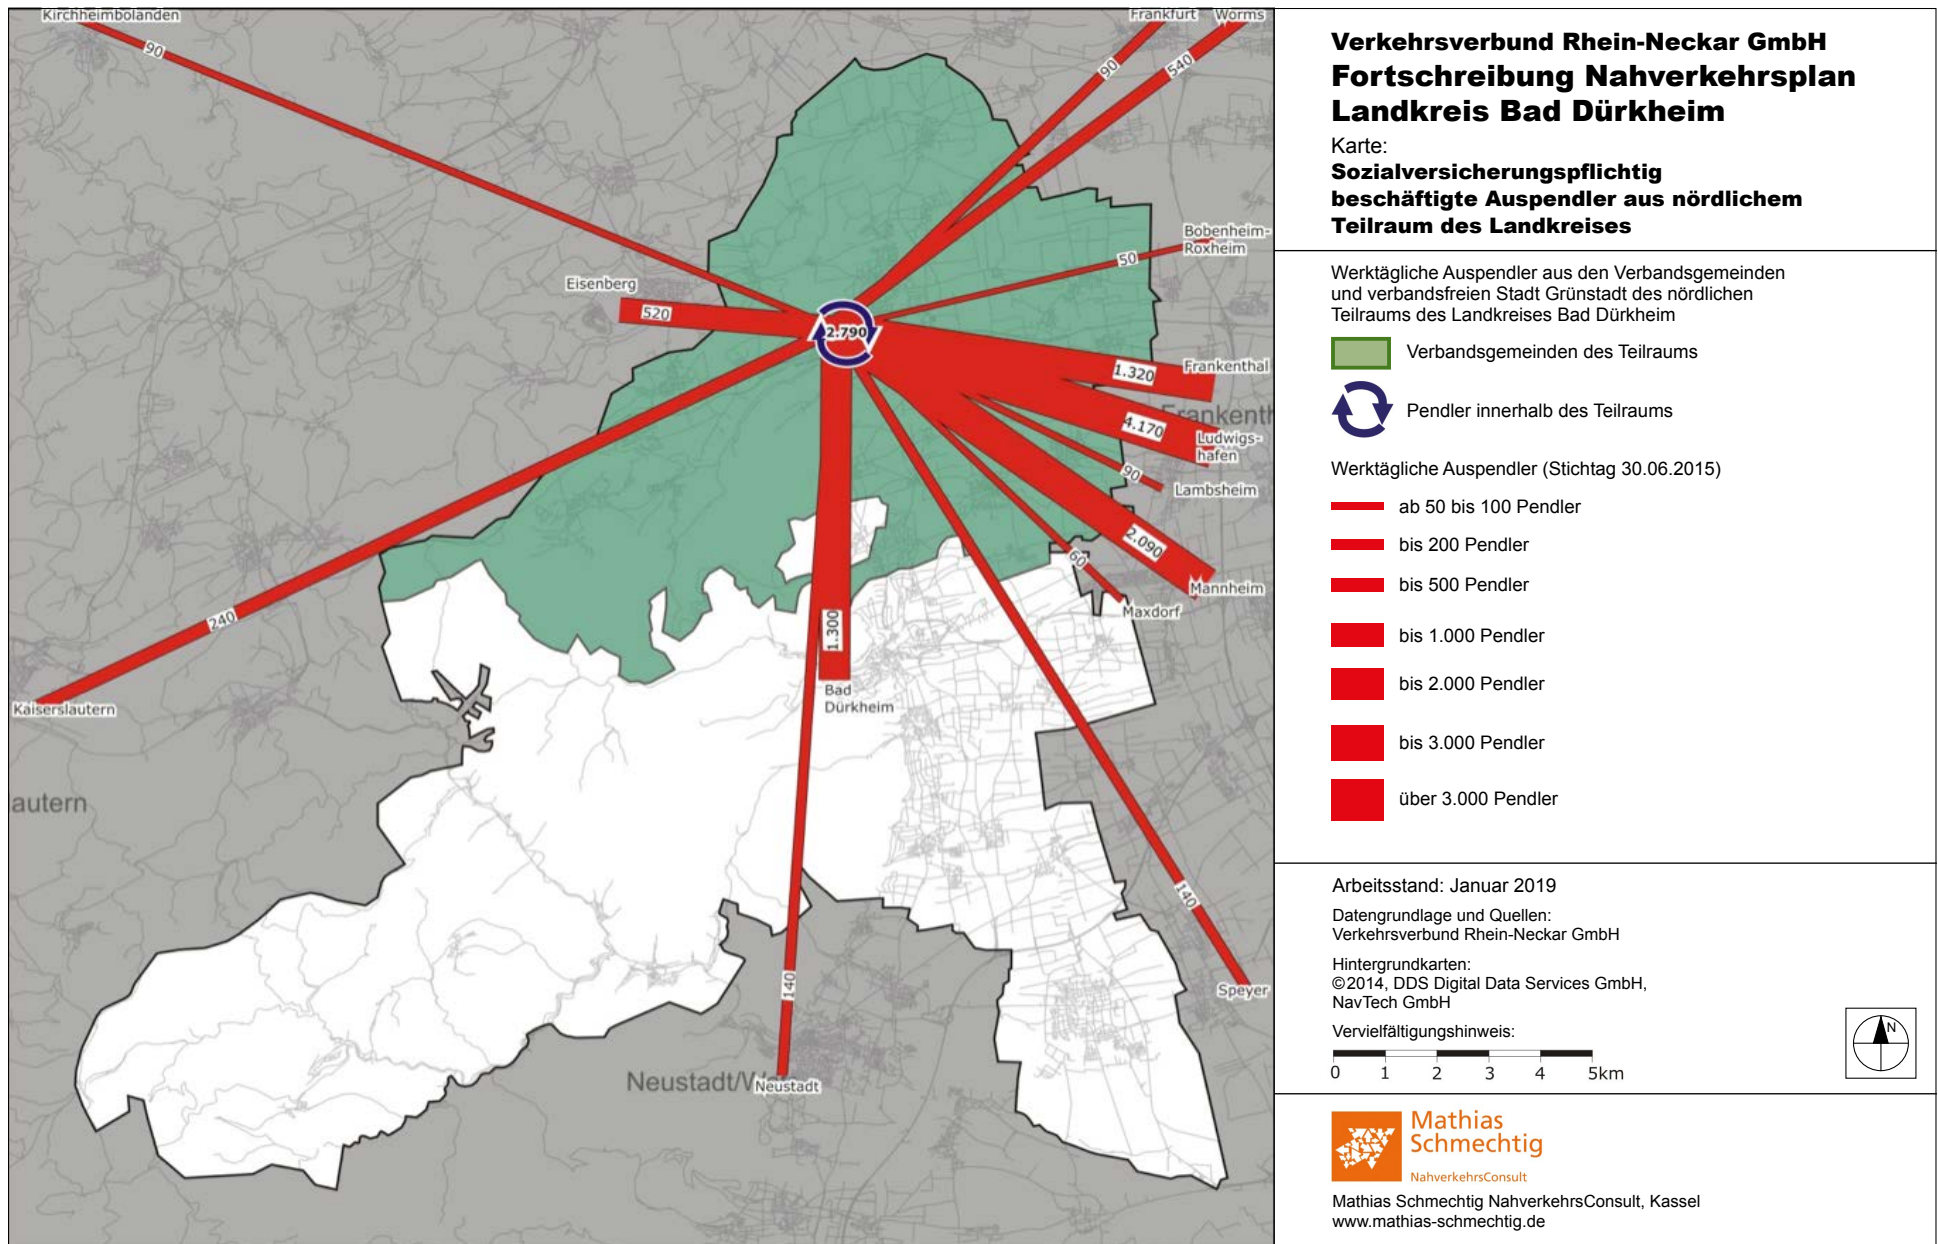 Kirchheimbolanden
Frankfurt
Worms
90
90
540
Bobenheim-
Roxheim
50
Eisenberg
520
2.790
Frankenthal
1.320
Frankenth
4.170
Ludwigs-
hafen
90
Lambsheim
2.090
60
Mannheim
Maxdorf
240
1.300
Bad
Dürkheim
Kaiserslautern
autern
140
140
Speyer
Neustadt/W
Neustadt
Verkehrsverbund Rhein-Neckar GmbH
Fortschreibung Nahverkehrsplan
Landkreis Bad Dürkheim
Karte:
Sozialversicherungspflichtig
beschäftigte Auspendler aus nördlichem
Teilraum des Landkreises
Werktägliche Auspendler aus den Verbandsgemeinden
und verbandsfreien Stadt Grünstadt des nördlichen
Teilraums des Landkreises Bad Dürkheim
Verbandsgemeinden des Teilraums
Pendler innerhalb des Teilraums
Werktägliche Auspendler (Stichtag 30.06.2015)
ab 50 bis 100 Pendler
bis 200 Pendler
bis 500 Pendler
bis 1.000 Pendler
bis 2.000 Pendler
bis 3.000 Pendler
über 3.000 Pendler
Arbeitsstand: Januar 2019
Datengrundlage und Quellen:
Verkehrsverbund Rhein-Neckar GmbH
Hintergrundkarten:
©2014, DDS Digital Data Services GmbH,
NavTech GmbH
Vervielfältigungshinweis:
0 1 2 3 4 5km
N
Mathias
Schmechtig
NahverkehrsConsult
Mathias Schmechtig NahverkehrsConsult, Kassel
www.mathias-schmechtig.de